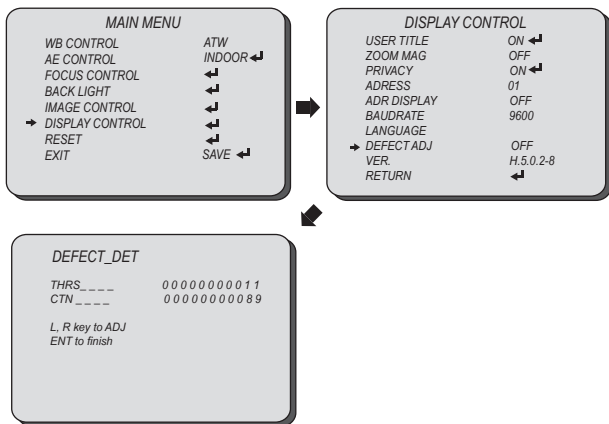 MAIN MENU
WB CONTROL ATW
AE CONTROL INDOOR ↲
FOCUS CONTROL ↲
BACK LIGHT ↲
IMAGE CONTROL ↲
➔ DISPLAY CONTROL ↲
RESET ↲
EXIT SAVE ↲
DISPLAY CONTROL
USER TITLE ON ↲
ZOOM MAG OFF
PRIVACY ON ↲
ADRESS 01
ADR DISPLAY OFF
BAUDRATE 9600
LANGUAGE
➔ DEFECT ADJ OFF
VER. H.5.0.2-8
RETURN ↲
DEFECT_DET
THRS_ _ _ _ 0 0 0 0 0 0 0 0 0 1 1
CTN _ _ _ _ 0 0 0 0 0 0 0 0 0 8 9
L, R key to ADJ
ENT to finish